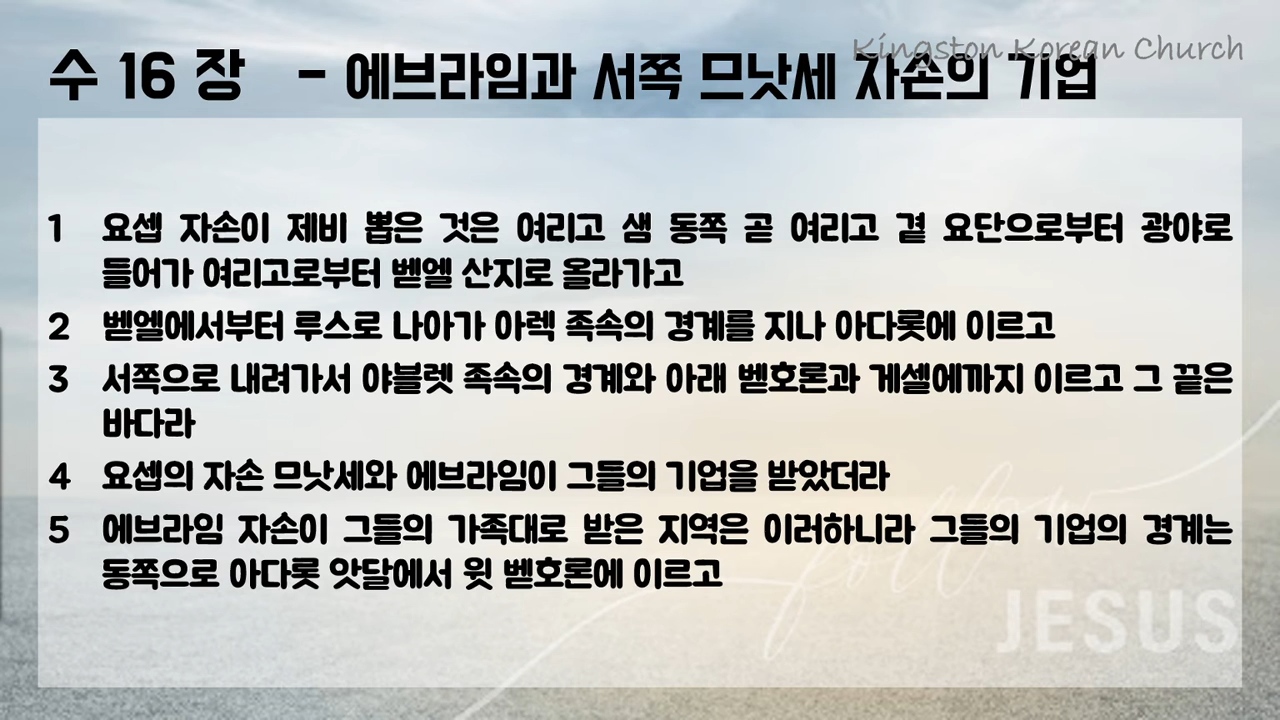 Kingston Korean Church
수 16 장 - 에브라임과 서쪽 므낫세 자손의 기업
1 요셉 자손이 제비 뽑은 것은 여리고 샘 동쪽 곧 여리고 곁 요단으로부터 광야로
들어가 여리고로부터 벧엘 산지로 올라가고
2 벧엘에서부터 루스로 나아가 아렉 족속의 경계를 지나 아다롯에 이르고
3 서쪽으로 내려가서 야블렛 족속의 경계와 아래 벧호론과 게셀에까지 이르고 그 끝은
바다라
4 요셉의 자손 므낫세와 에브라임이 그들의 기업을 받았더라
5 에브라임 자손이 그들의 가족대로 받은 지역은 이러하니라 그들의 기업의 경계는
동쪽으로 아다롯 앗달에서 윗 벧호론에 이르고
follow
JESUS